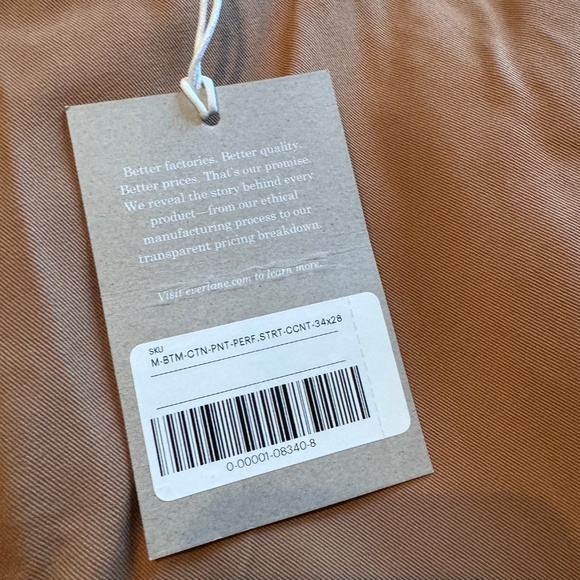 Better factories. Better quality.
Better prices. That's our promise.
We reveal the story behind every
product—from our ethical
manufacturing process to our
transparent pricing breakdown.
Visit everlane.com to learn more.
SKU
M-BTM-CTN-PNT-PERF.STRT-CCNT-34x28
0-00001-08340-8